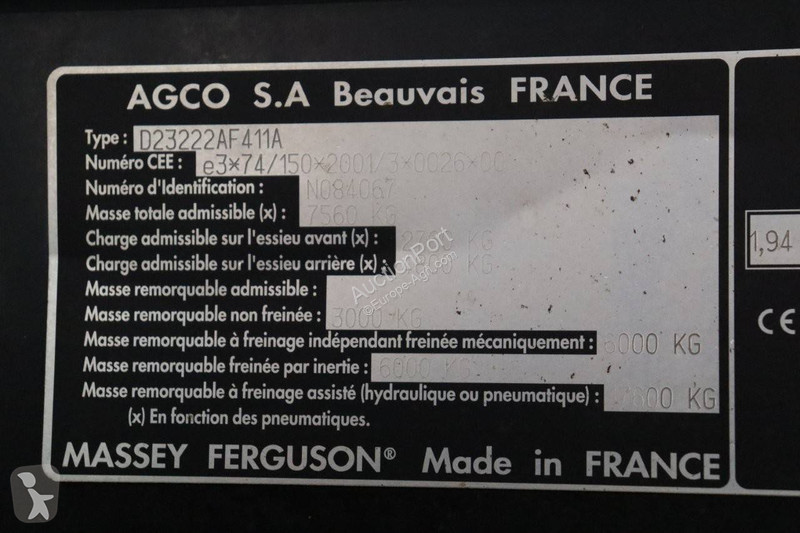 AGCO S.A Beauvais FRANCE
Type : D23222AF411A
Numéro CEE : e3*74/150*2001/3*0026*00
Numéro d'Identification : N084067
Masse totale admissible (x) : 7560 KG
Charge admissible sur l'essieu avant (x) : KG
Charge admissible sur l'essieu arrière (x) : KG
Masse remorquable admissible :
Masse remorquable non freinée : 3000 KG
Masse remorquable à freinage indépendant freinée mécaniquement : 6000 KG
Masse remorquable freinée par inertie : 6000 KG
Masse remorquable à freinage assisté (hydraulique ou pneumatique) : KG
(x) En fonction des pneumatiques.
MASSEY FERGUSON® Made in FRANCE
1,94
CE
AuctionPort
©Europe-Agri.com